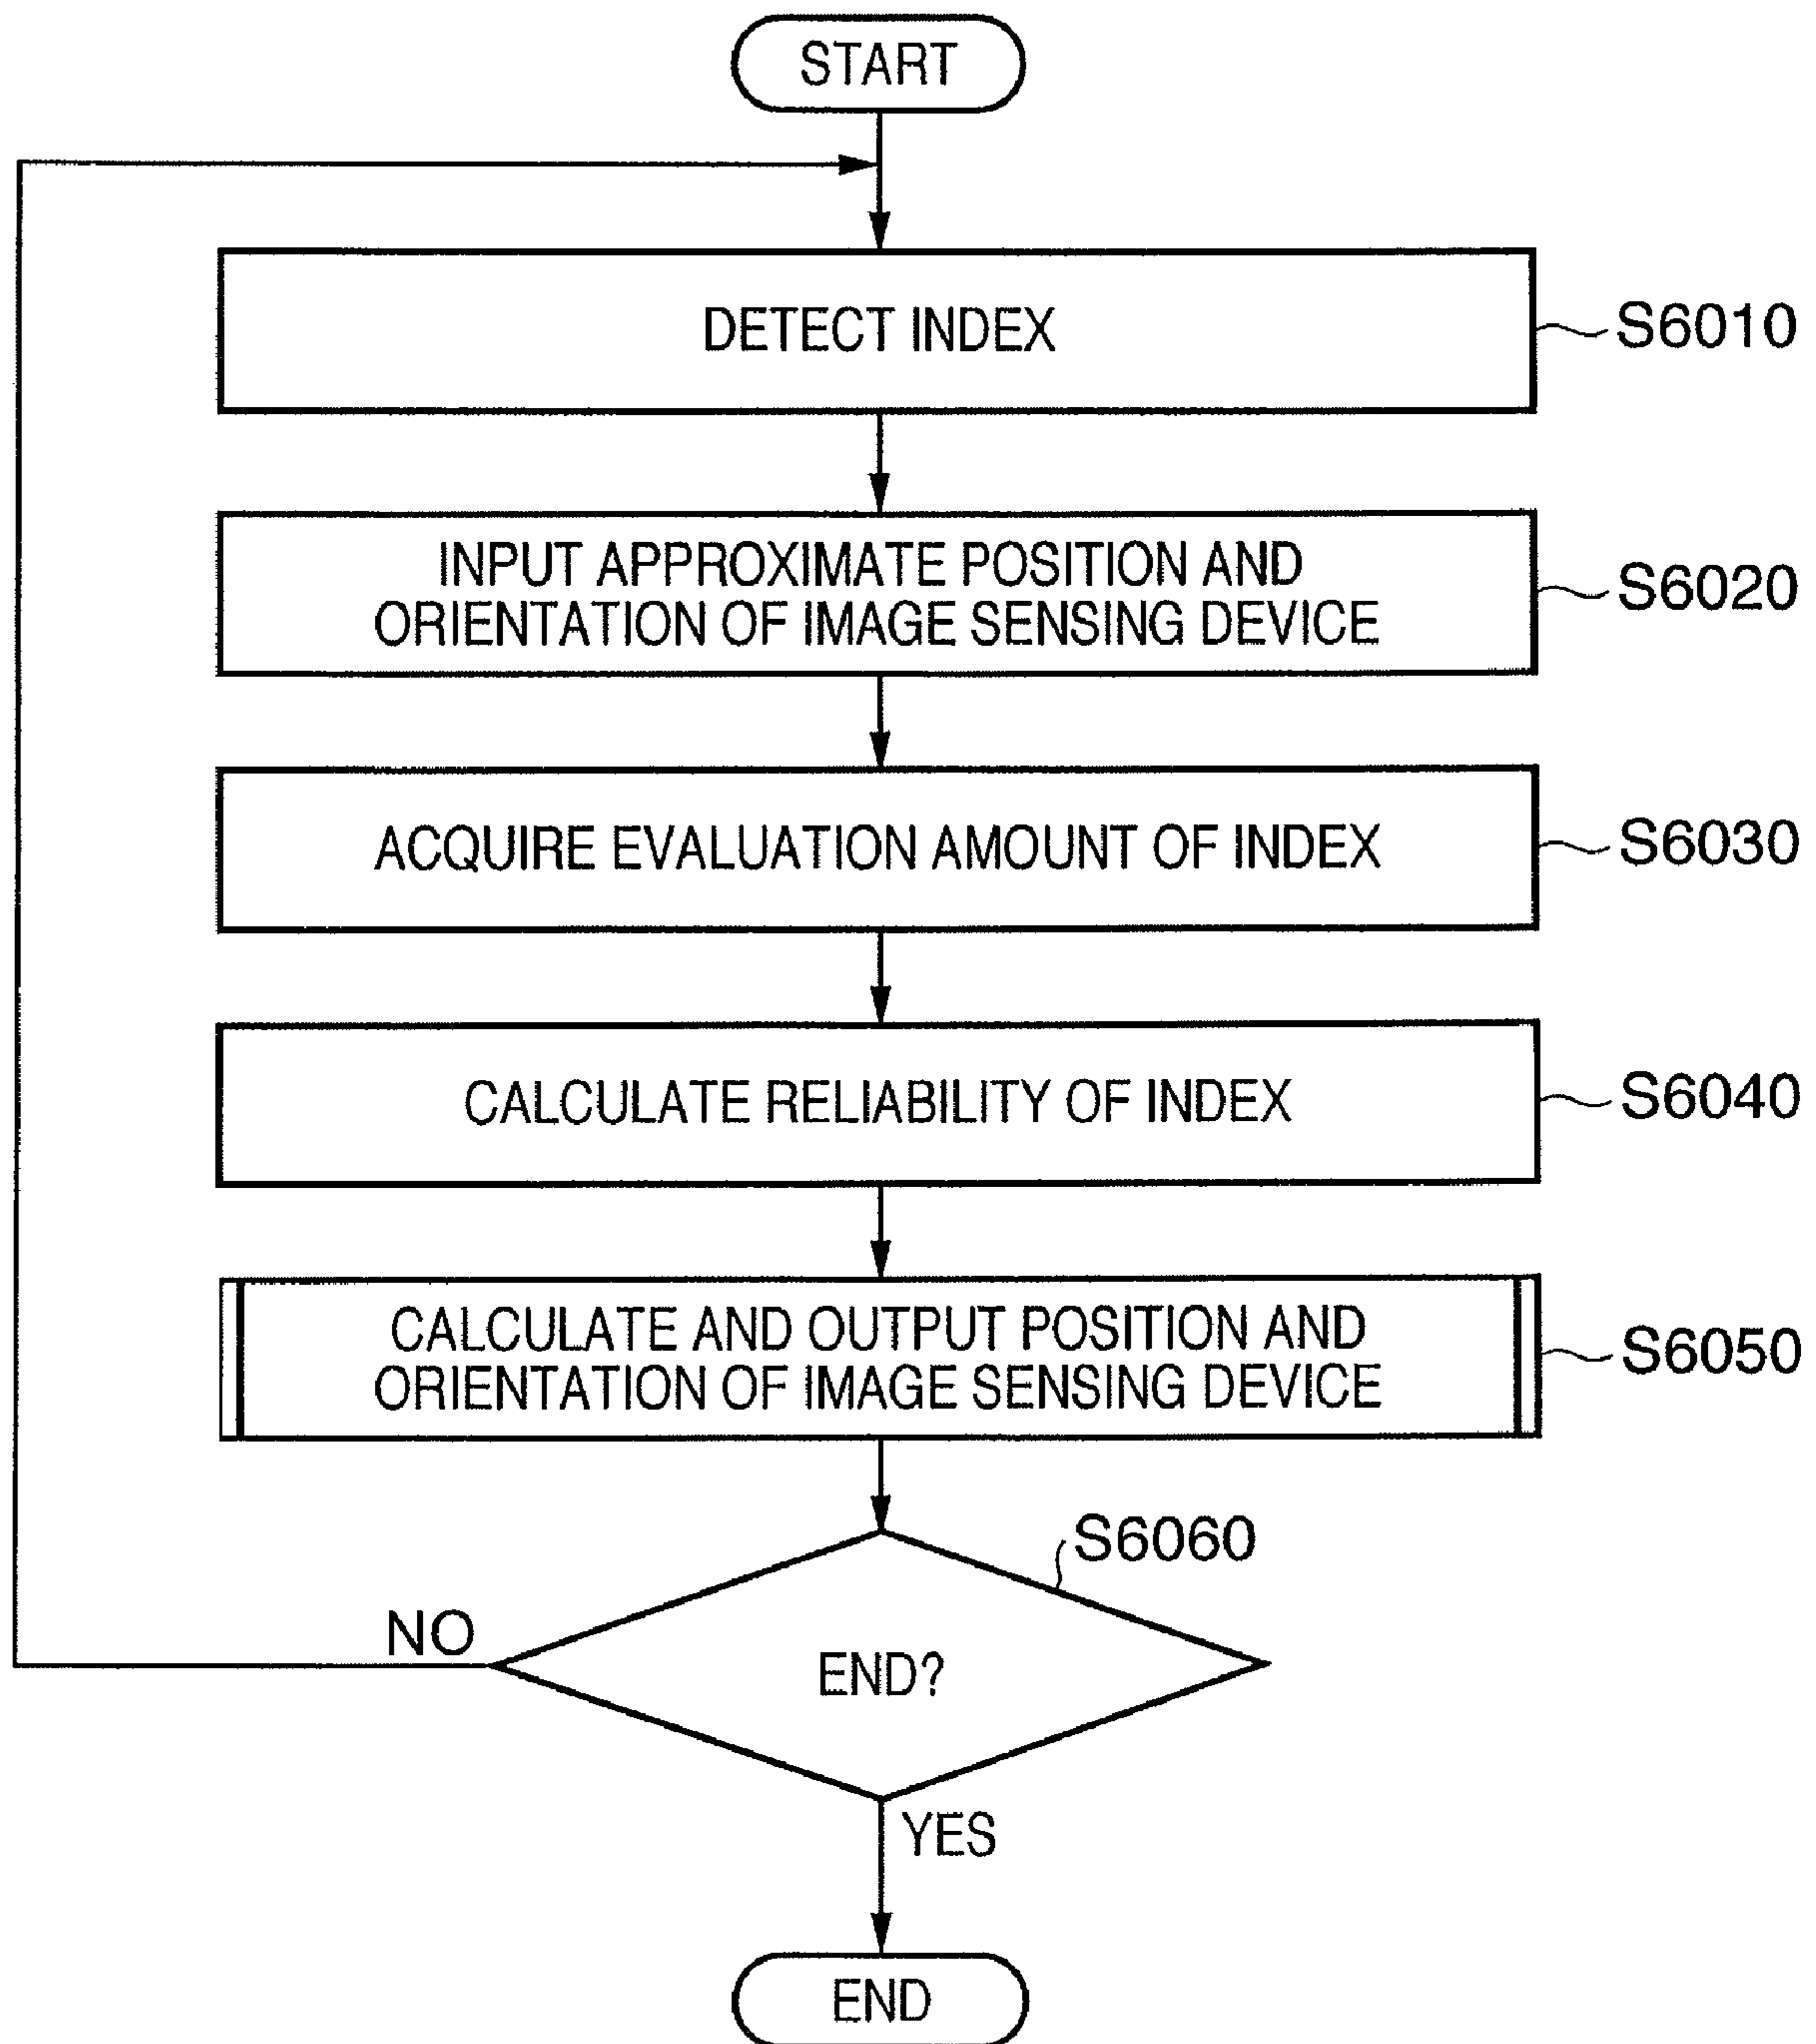 START
DETECT INDEX
S6010
INPUT APPROXIMATE POSITION AND
ORIENTATION OF IMAGE SENSING DEVICE
S6020
ACQUIRE EVALUATION AMOUNT OF INDEX
S6030
CALCULATE RELIABILITY OF INDEX
S6040
CALCULATE AND OUTPUT POSITION AND
ORIENTATION OF IMAGE SENSING DEVICE
S6050
S6060
NO
END?
YES
END